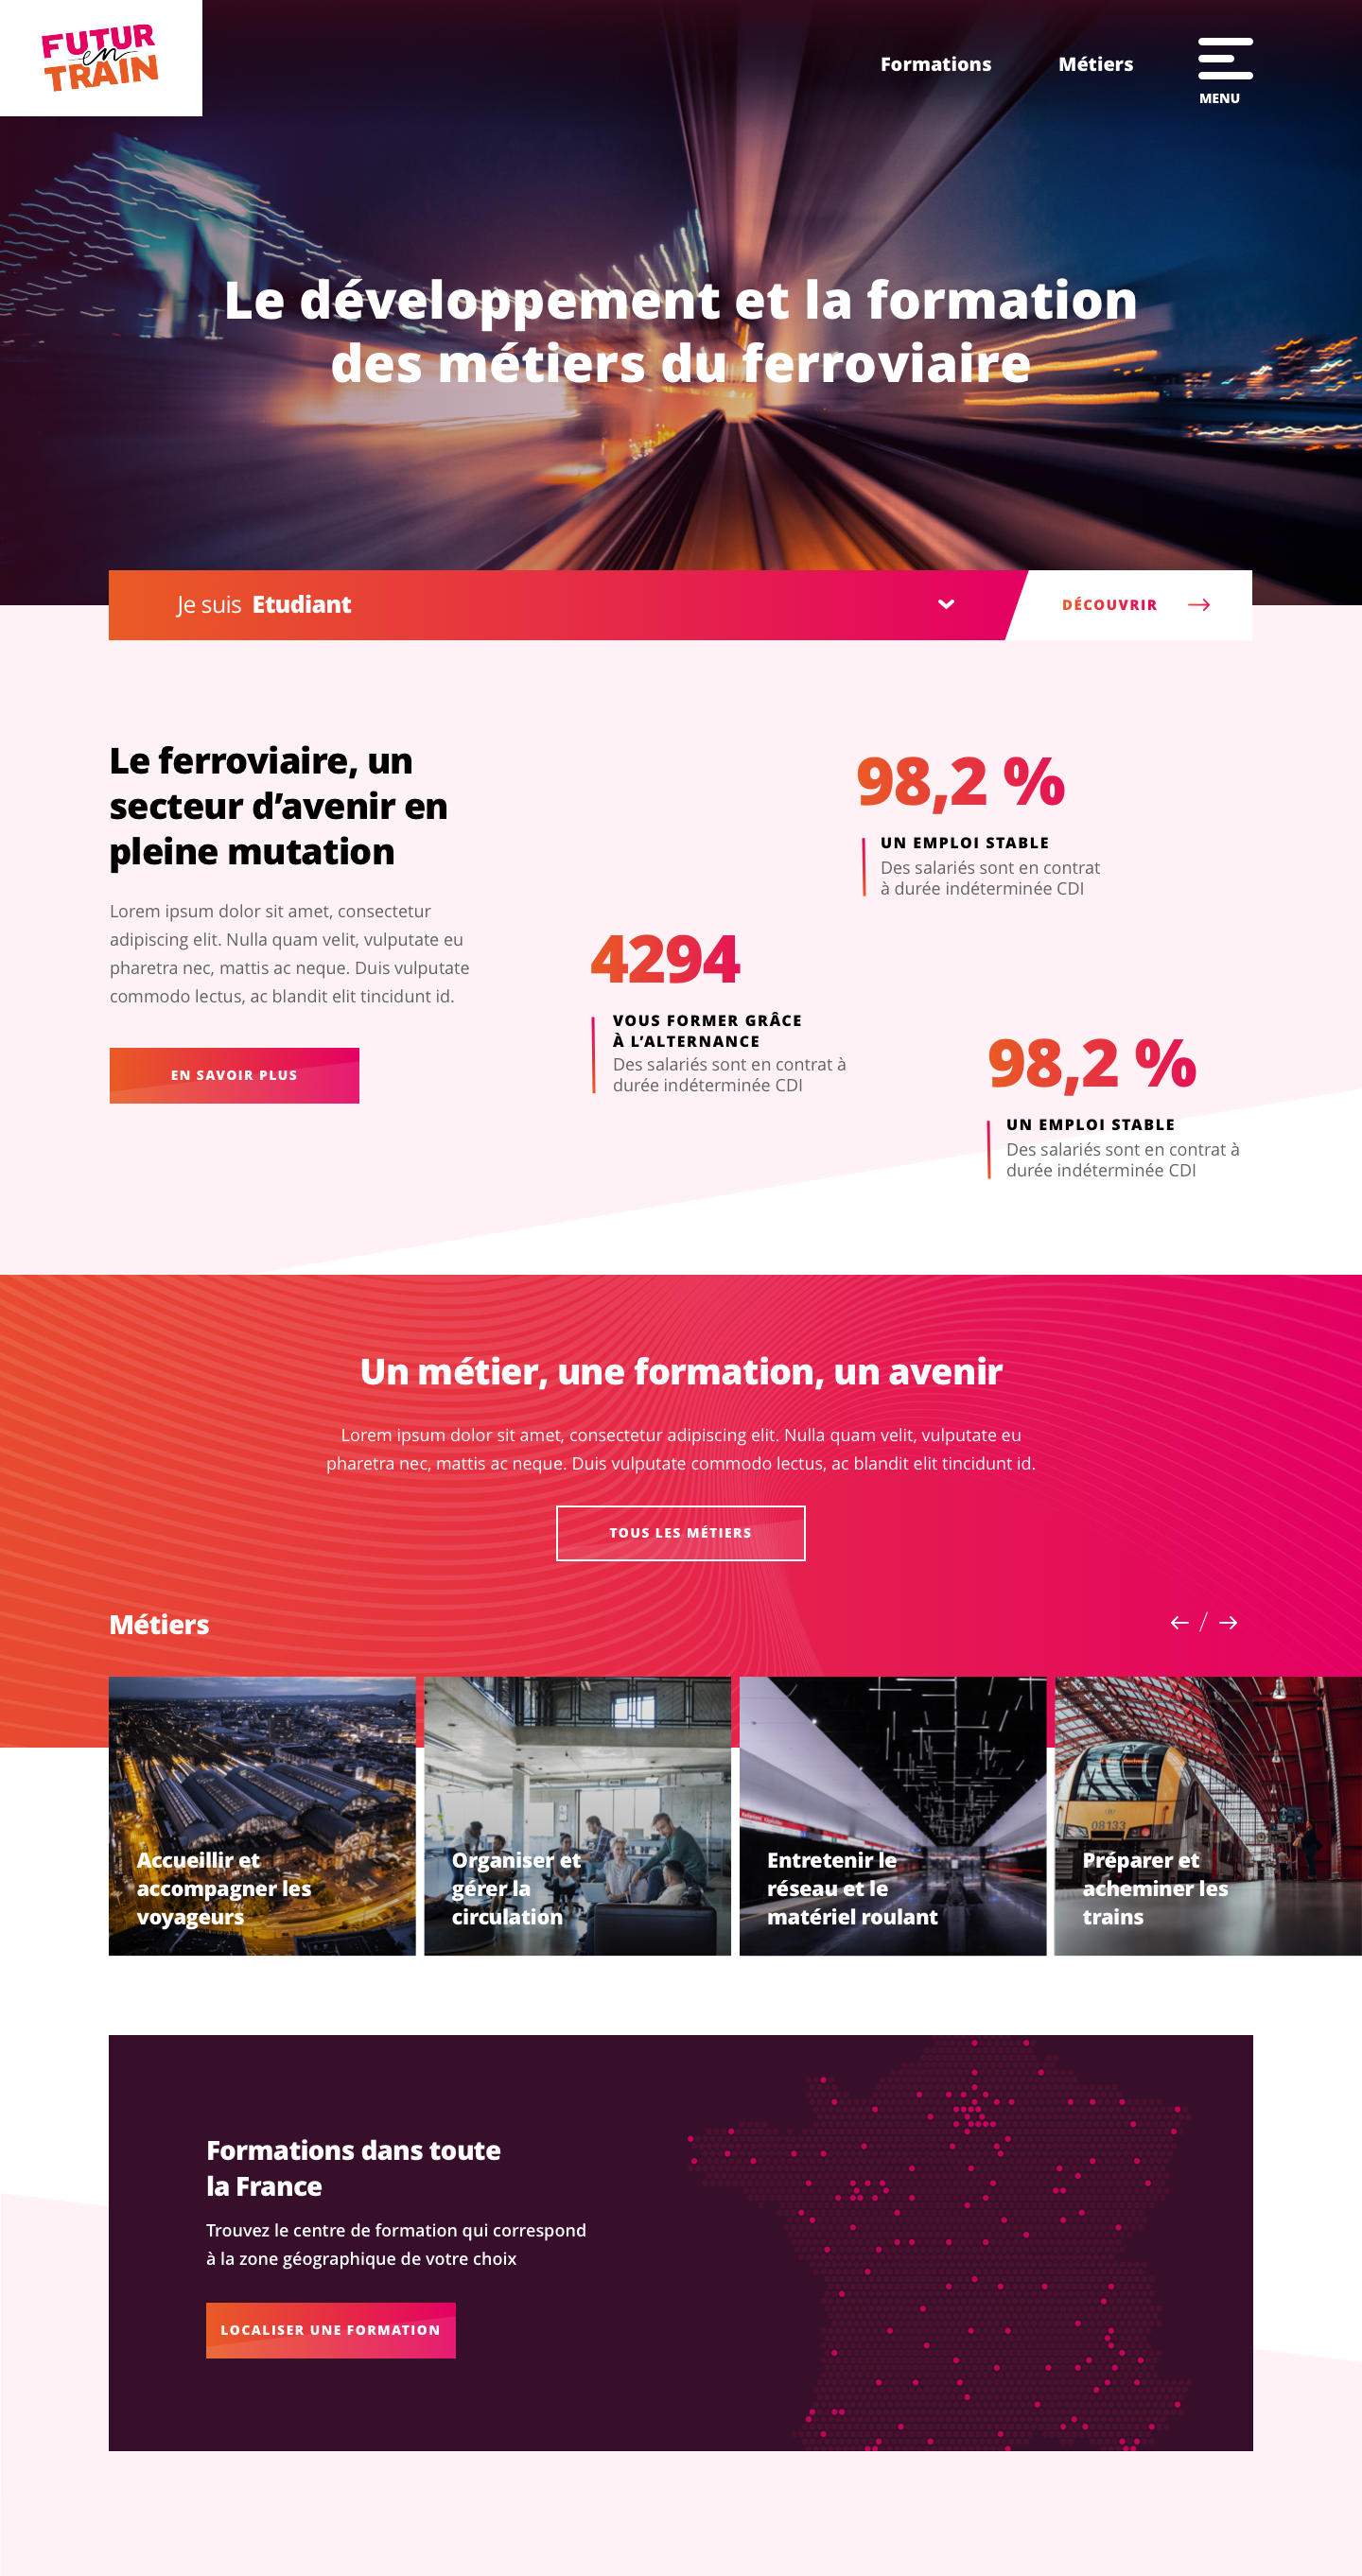 FUTUR
en
TRAIN
Formations
Métiers
MENU
Le développement et la formation
des métiers du ferroviaire
Je suis Etudiant
DÉCOUVRIR
Le ferroviaire, un
secteur d’avenir en
pleine mutation
Lorem ipsum dolor sit amet, consectetur
adipiscing elit. Nulla quam velit, vulputate eu
pharetra nec, mattis ac neque. Duis vulputate
commodo lectus, ac blandit elit tincidunt id.
EN SAVOIR PLUS
98,2 %
UN EMPLOI STABLE
Des salariés sont en contrat
à durée indéterminée CDI
4294
VOUS FORMER GRÂCE
À L’ALTERNANCE
Des salariés sont en contrat à
durée indéterminée CDI
98,2 %
UN EMPLOI STABLE
Des salariés sont en contrat à
durée indéterminée CDI
Un métier, une formation, un avenir
Lorem ipsum dolor sit amet, consectetur adipiscing elit. Nulla quam velit, vulputate eu
pharetra nec, mattis ac neque. Duis vulputate commodo lectus, ac blandit elit tincidunt id.
TOUS LES MÉTIERS
Métiers
/
Accueillir et
accompagner les
voyageurs
Organiser et
gérer la
circulation
Entretenir le
réseau et le
matériel roulant
08133
Préparer et
acheminer les
trains
Formations dans toute
la France
Trouvez le centre de formation qui correspond
à la zone géographique de votre choix
LOCALISER UNE FORMATION